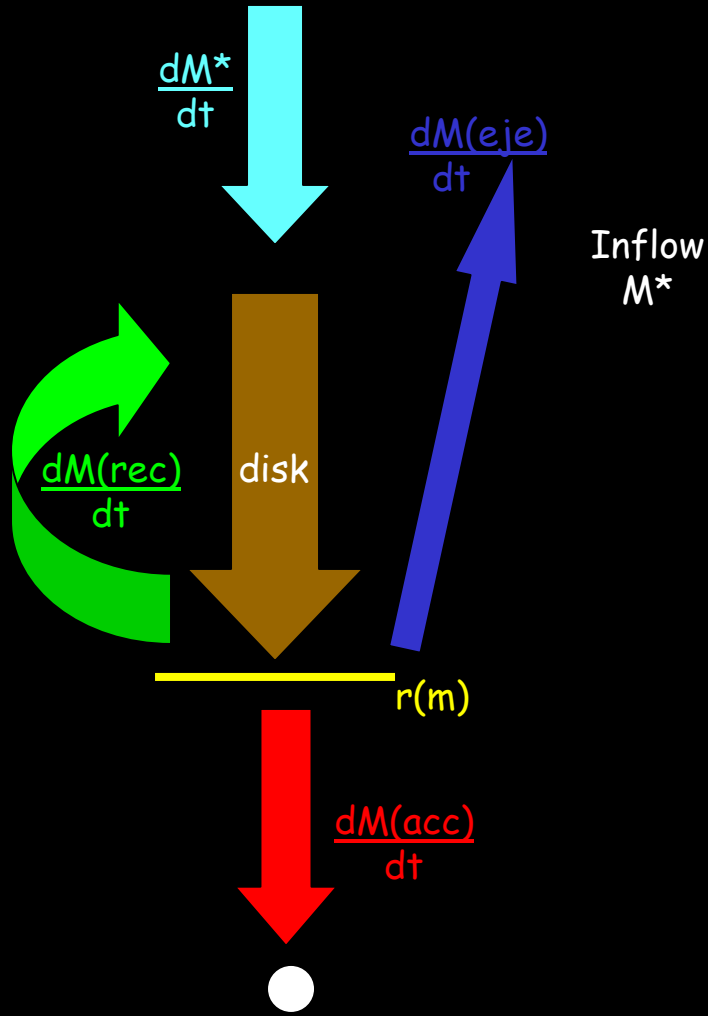 dM*
dt
dM(eje)
dt
Inflow
M*
dM(rec)
dt
disk
r(m)
dM(acc)
dt